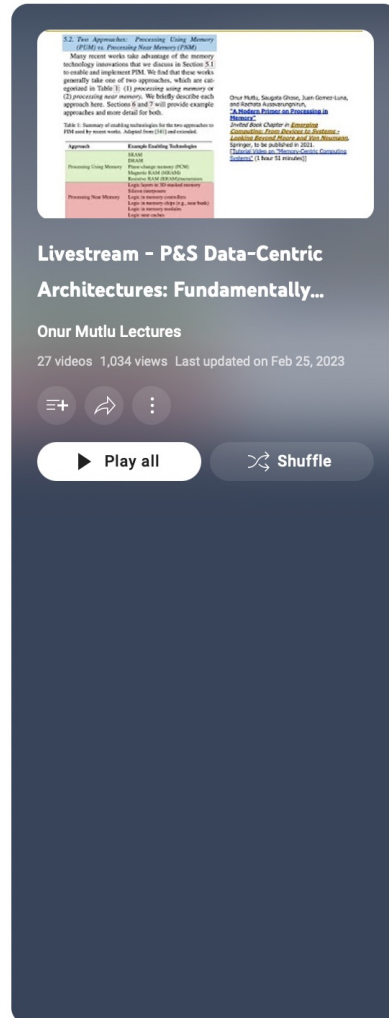 5.2. Two Approaches: Processing Using Memory
(PUM) vs. Processing Near Memory (PNM)
Many recent works take advantage of the memory
technology innovations that we discuss in Section 5.1
to enable and implement PIM. We find that these works
generally take one of two approaches, which are cat-
egorized in Table 1: (1) processing using memory or
(2) processing near memory. We briefly describe each
approach here. Sections 6 and 7 will provide example
approaches and more detail for both.
Table 1: Summary of enabling technologies for the two approaches to
PIM used by recent works. Adapted from [341] and extended.
Approach Example Enabling Technologies
SRAM
DRAM
Processing Using Memory Phase-change memory (PCM)
Magnetic RAM (MRAM)
Resistive RAM (RRAM)/memristors
Logic layers in 3D-stacked memory
Silicon interposers
Processing Near Memory Logic in memory controllers
Logic in memory chips (e.g., near bank)
Logic in memory modules
Logic near caches
Onur Mutlu, Saugata Ghose, Juan Gomez-Luna,
and Rachata Ausavarungnirun,
"A Modern Primer on Processing in
Memory"
Invited Book Chapter in Emerging
Computing: From Devices to Systems -
Looking Beyond Moore and Von Neumann,
Springer, to be published in 2021.
[Tutorial Video on "Memory-Centric Computing
Systems" (1 hour 51 minutes)]
Livestream - P&S Data-Centric
Architectures: Fundamentally...
Onur Mutlu Lectures
27 videos 1,034 views Last updated on Feb 25, 2023
Play all
Shuffle